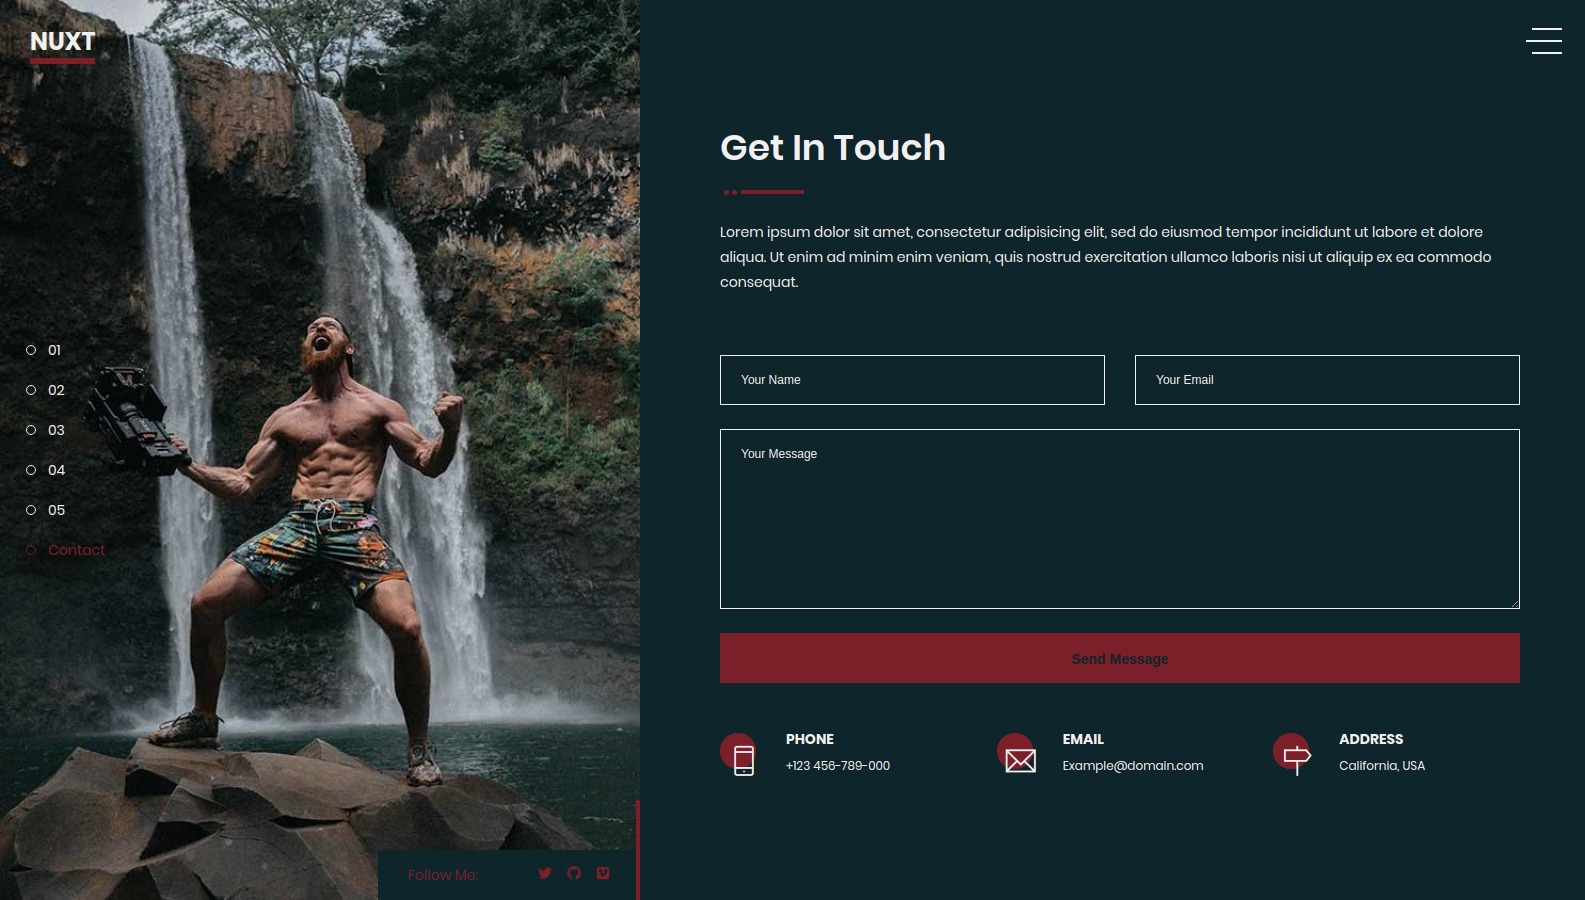 NUXT
01
02
03
04
05
Contact
Follow Me:
Get In Touch
Lorem ipsum dolor sit amet, consectetur adipisicing elit, sed do eiusmod tempor incididunt ut labore et dolore
aliqua. Ut enim ad minim enim veniam, quis nostrud exercitation ullamco laboris nisi ut aliquip ex ea commodo
consequat.
Your Name
Your Email
Your Message
Send Message
PHONE
+123 456-789-000
EMAIL
Example@domain.com
ADDRESS
California, USA